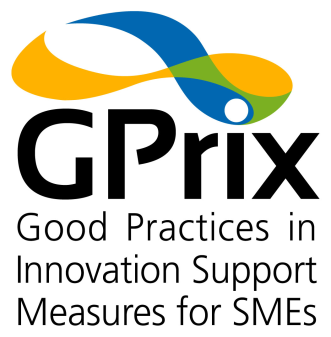 GPrix
Good Practices in
Innovation Support
Measures for SMEs